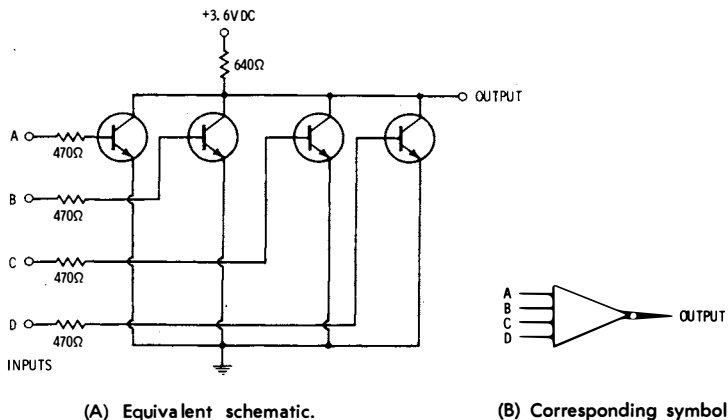 +3.6VDC
640Ω
OUTPUT
A
470Ω
B
470Ω
C
470Ω
D
470Ω
INPUTS
A
B
C
D
OUTPUT
(A) Equivalent schematic.
(B) Corresponding symbol